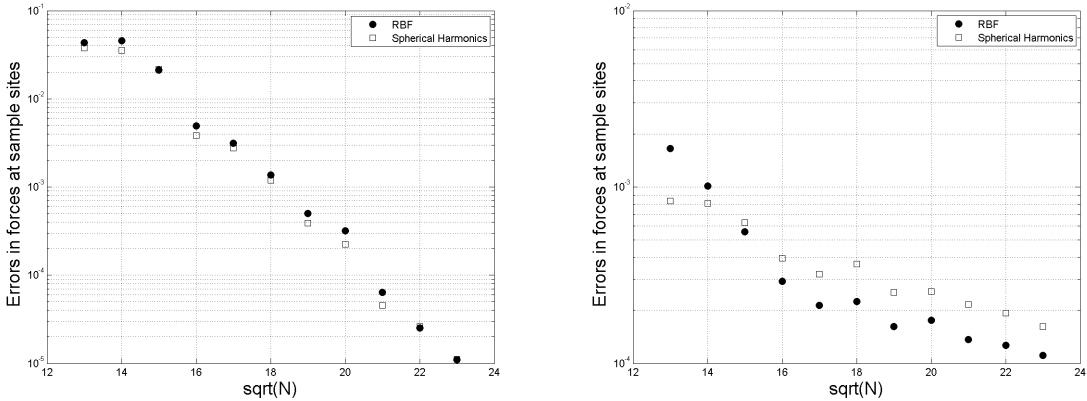 10^-1
10^-2
10^-3
10^-4
10^-5
Errors in forces at sample sites
RBF
Spherical Harmonics
12 14 16 18 20 22 24
sqrt(N)
10^-2
10^-3
10^-4
Errors in forces at sample sites
RBF
Spherical Harmonics
12 14 16 18 20 22 24
sqrt(N)